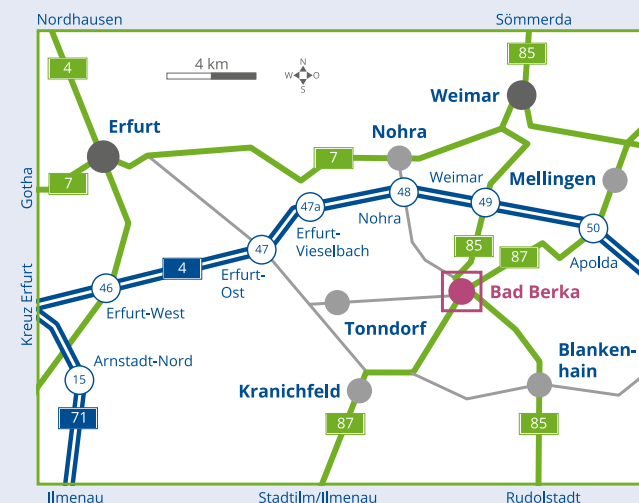 Nordhausen
Sömmerda
4
4 km
N
W
O
S
85
Weimar
Erfurt
Nohra
7
7
Gotha
Weimar
Mellingen
47a
48
49
Nohra
50
Erfurt-
Vieselbach
85
87
Apolda
47
4
Erfurt-
Ost
46
Erfurt-West
Kreuz Erfurt
Bad Berka
Tonndorf
Arnstadt-Nord
15
Blanken-
hain
Kranichfeld
71
87
85
Ilmenau
Stadtilm/Ilmenau
Rudolstadt